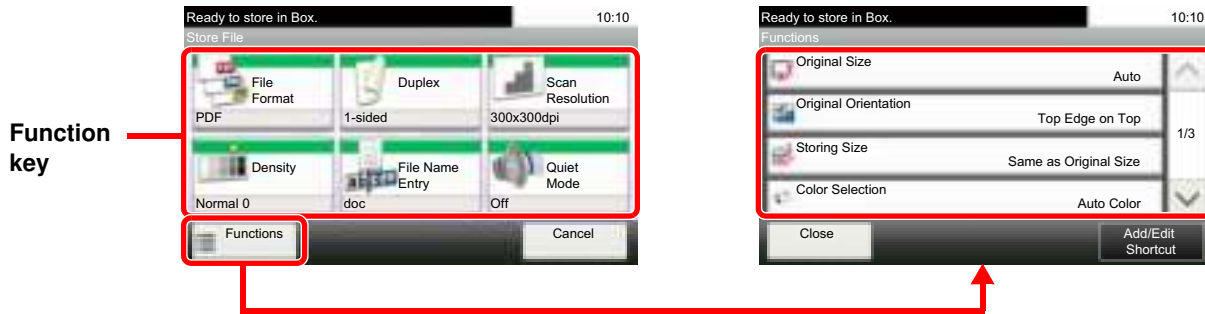 Ready to store in Box.
10:10
Store File
File
Format
PDF
Duplex
1-sided
Scan
Resolution
300x300dpi
Function
key
Density
Normal 0
File Name
Entry
doc
Quiet
Mode
Off
Functions
Cancel
Ready to store in Box.
10:10
Functions
Original Size
Auto
Original Orientation
Top Edge on Top
1/3
Storing Size
Same as Original Size
Color Selection
Auto Color
Close
Add/Edit
Shortcut